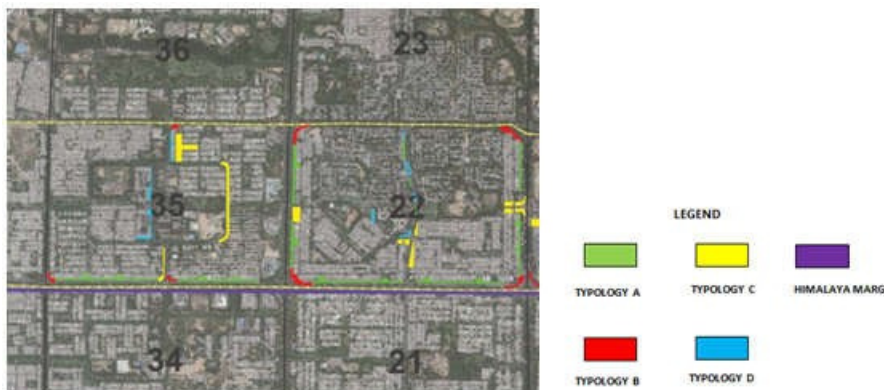 36
23
35
22
34
21
LEGEND
TYPOLOGY A
TYPOLOGY C
HIMALAYA MARG
TYPOLOGY B
TYPOLOGY D